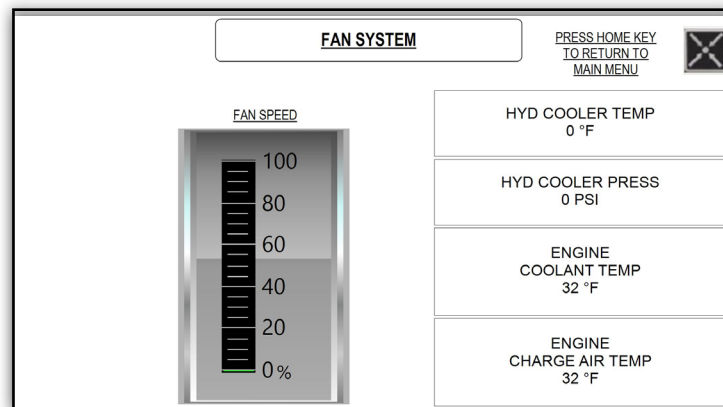 FAN SYSTEM
PRESS HOME KEY
TO RETURN TO
MAIN MENU
FAN SPEED
100
80
60
40
20
0 %
HYD COOLER TEMP
0 °F
HYD COOLER PRESS
0 PSI
ENGINE
COOLANT TEMP
32 °F
ENGINE
CHARGE AIR TEMP
32 °F